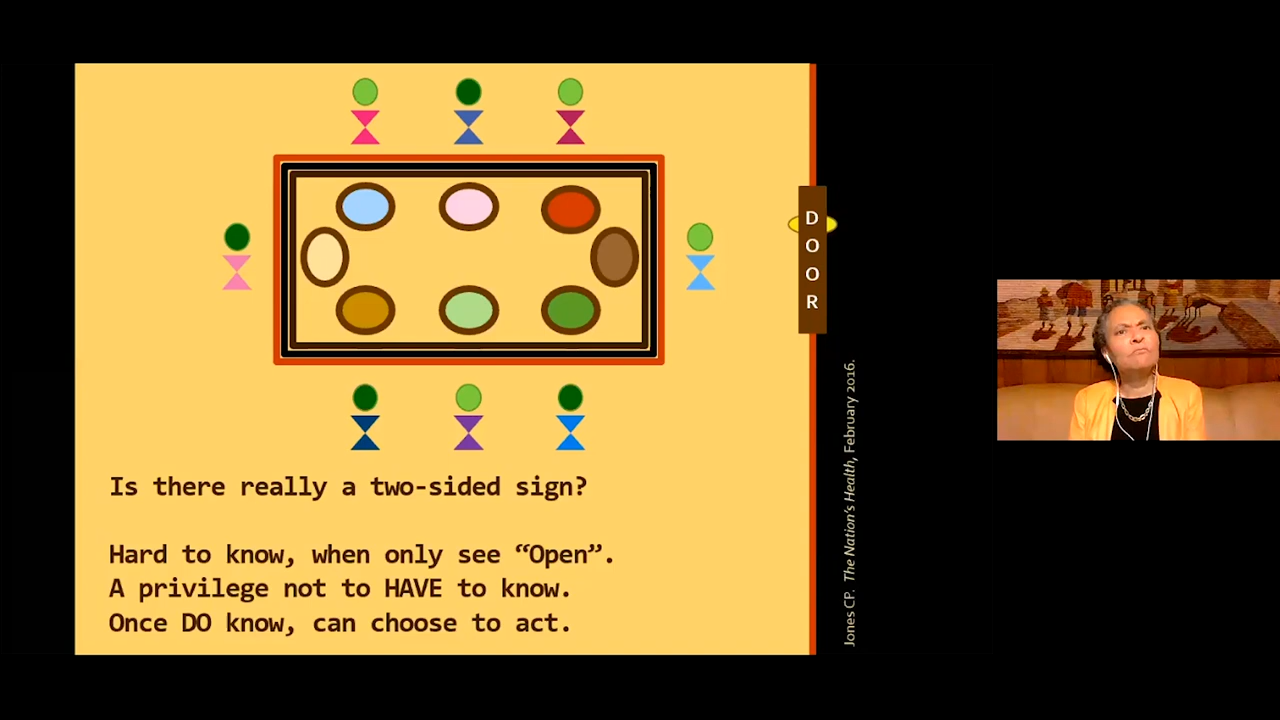 DOOR
Is there really a two-sided sign?
Hard to know, when only see “Open”.
A privilege not to HAVE to know.
Once DO know, can choose to act.
Jones CP. The Nation's Health, February 2016.